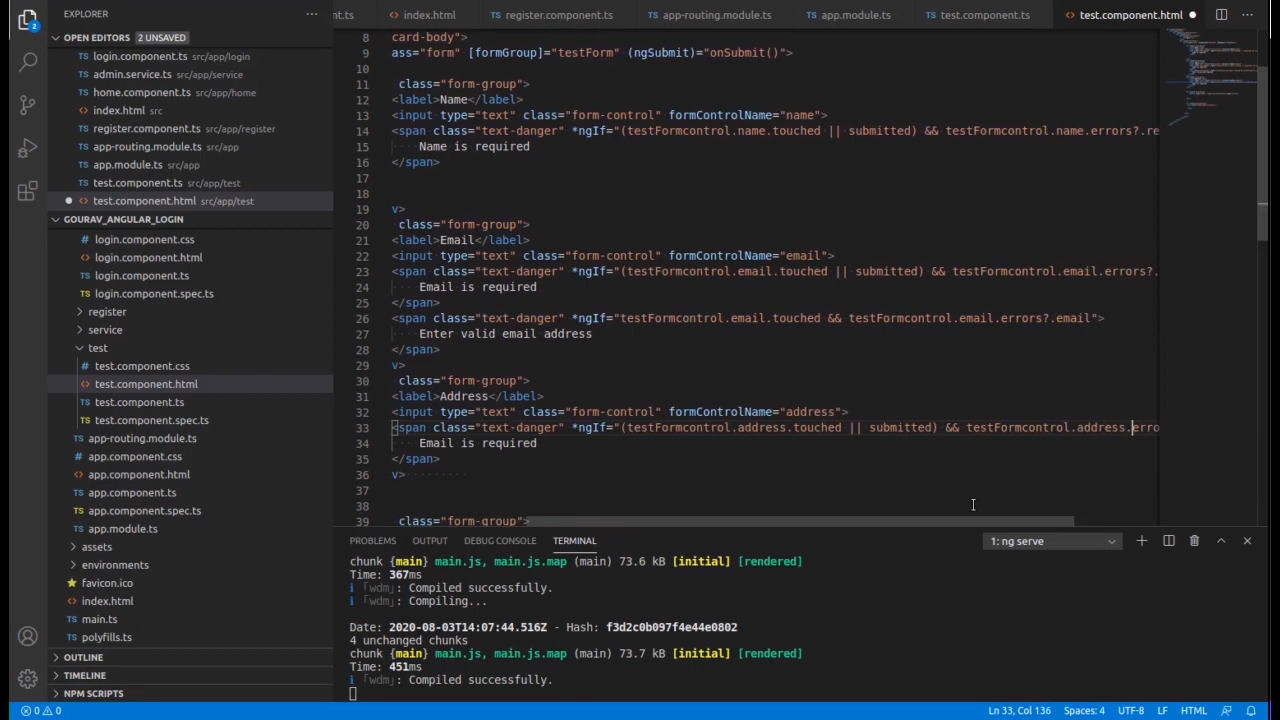 EXPLORER
···
nt.ts
index.html
register.component.ts
app-routing.module.ts
app.module.ts
test.component.ts
test.component.html
···
2
OPEN EDITORS 2 UNSAVED
login.component.ts src/app/login
admin.service.ts src/app/service
home.component.ts src/app/home
index.html src
register.component.ts src/app/register
app-routing.module.ts src/app
app.module.ts src/app
test.component.ts src/app/test
test.component.html src/app/test
GOURAV_ANGULAR_LOGIN
login.component.css
login.component.html
login.component.ts
login.component.spec.ts
register
service
test
test.component.css
test.component.html
test.component.ts
test.component.spec.ts
app-routing.module.ts
app.component.css
app.component.html
app.component.ts
app.component.spec.ts
app.module.ts
assets
environments
favicon.ico
index.html
main.ts
polyfills.ts
OUTLINE
TIMELINE
NPM SCRIPTS
8 card-body">
9 ass="form" [formGroup]="testForm" (ngSubmit)="onSubmit()">
10
11 class="form-group">
12 <label>Name</label>
13 <input type="text" class="form-control" formControlName="name">
14 <span class="text-danger" *ngIf="(testFormcontrol.name.touched || submitted) && testFormcontrol.name.errors?.re
15 Name is required
16 </span>
17
18
19 v>
20 class="form-group">
21 <label>Email</label>
22 <input type="text" class="form-control" formControlName="email">
23 <span class="text-danger" *ngIf="(testFormcontrol.email.touched || submitted) && testFormcontrol.email.errors?.
24 Email is required
25 </span>
26 <span class="text-danger" *ngIf="testFormcontrol.email.touched && testFormcontrol.email.errors?.email">
27 Enter valid email address
28 </span>
29 v>
30 class="form-group">
31 <label>Address</label>
32 <input type="text" class="form-control" formControlName="address">
33 <span class="text-danger" *ngIf="(testFormcontrol.address.touched || submitted) && testFormcontrol.address.erro
34 Email is required
35 </span>
36 v>
37
38
39 class="form-group">
PROBLEMS OUTPUT DEBUG CONSOLE TERMINAL 1: ng serve
chunk {main} main.js, main.js.map (main) 73.6 kB [initial] [rendered]
Time: 367ms
ℹ ｢wdm｣: Compiled successfully.
ℹ ｢wdm｣: Compiling...
Date: 2020-08-03T14:07:44.516Z - Hash: f3d2c0b097f4e44e0802
4 unchanged chunks
chunk {main} main.js, main.js.map (main) 73.7 kB [initial] [rendered]
Time: 451ms
ℹ ｢wdm｣: Compiled successfully.
0 0 Ln 33, Col 136 Spaces: 4 UTF-8 LF HTML